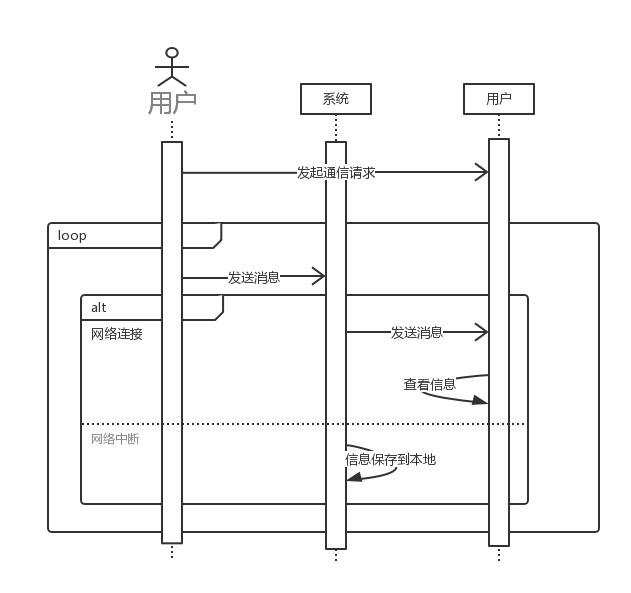 用户
系统
用户
发起通信请求
loop
发送消息
alt
网络连接
发送消息
查看信息
网络中断
信息保存到本地